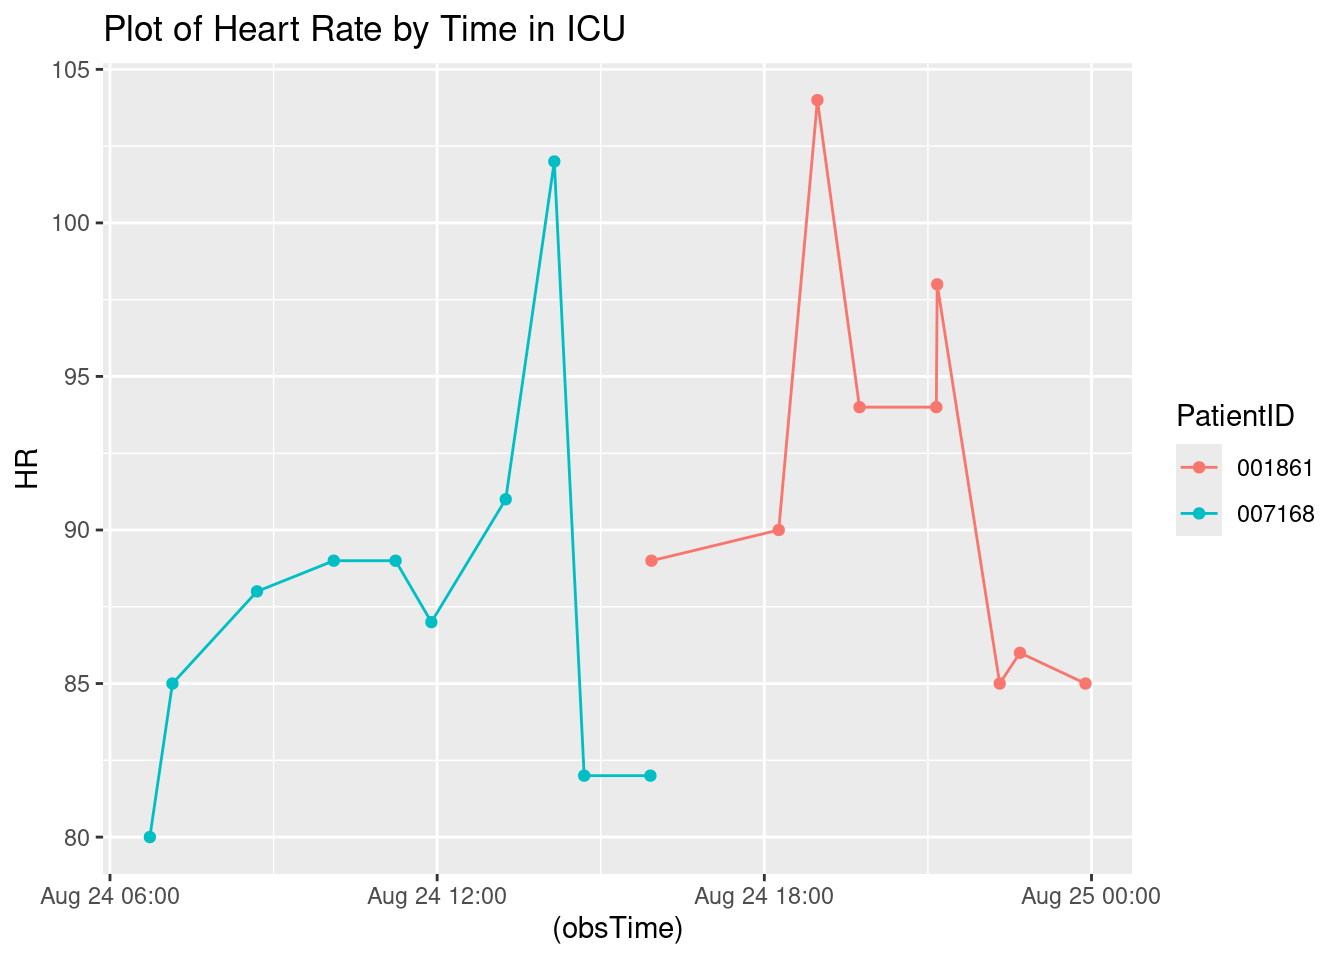 Plot of Heart Rate by Time in ICU
105
100
95
90
85
80
HR
Aug 24 06:00
Aug 24 12:00
Aug 24 18:00
Aug 25 00:00
(obsTime)
PatientID
001861
007168